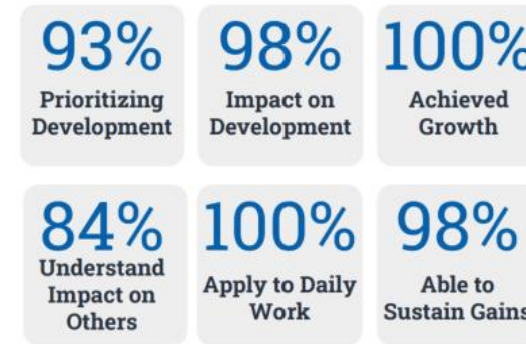 93%
Prioritizing
Development
98%
Impact on
Development
100%
Achieved
Growth
84%
Understand
Impact on
Others
100%
Apply to Daily
Work
98%
Able to
Sustain Gains